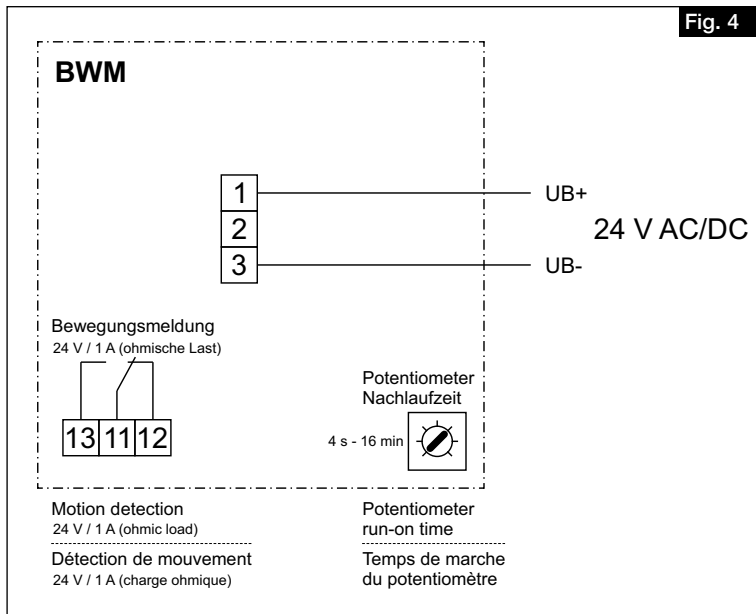 Fig. 4
BWM
1
2
3
UB+
24 V AC/DC
UB-
Bewegungsmeldung
24 V / 1 A (ohmische Last)
13 11 12
Potentiometer
Nachlaufzeit
4 s - 16 min
Motion detection
24 V / 1 A (ohmic load)
Détection de mouvement
24 V / 1 A (charge ohmique)
Potentiometer
run-on time
Temps de marche
du potentiomètre